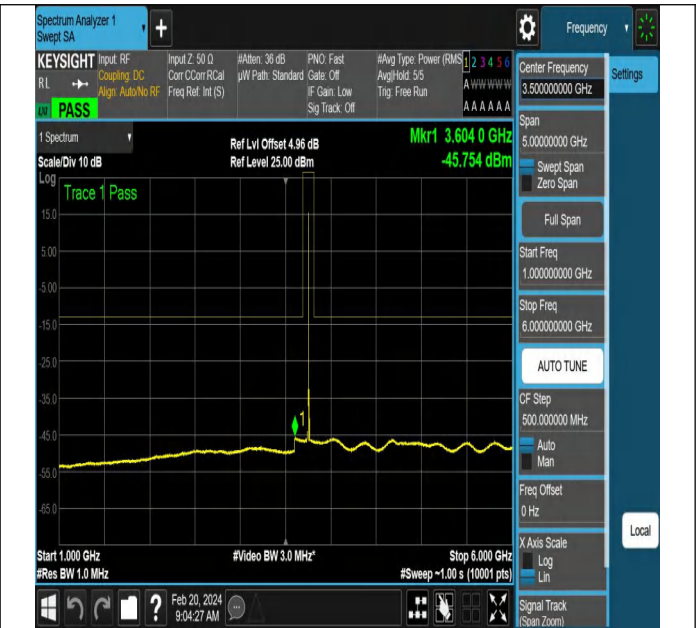 Spectrum Analyzer 1
Swept SA
+
Frequency
KEYSIGHT
RL
PASS
Input: RF
Coupling: DC
Align: Auto/No RF
Input Z: 50 Ω
Corr CCorr RCal
Freq Ref: Int (S)
#Atten: 36 dB
µW Path: Standard
PNO: Fast
Gate: Off
IF Gain: Low
Sig Track: Off
#Avg Type: Power (RMS
Avg|Hold: 5/5
Trig: Free Run
1 2 3 4 5 6
A W W W W W
A A A A A A
1 Spectrum
Scale/Div 10 dB
Log
Ref Lvl Offset 4.96 dB
Ref Level 25.00 dBm
Mkr1 3.604 0 GHz
-45.754 dBm
Trace 1 Pass
15.0
5.00
-5.00
-15.0
-25.0
-35.0
-45.0
-55.0
-65.0
1
Start 1.000 GHz
#Res BW 1.0 MHz
#Video BW 3.0 MHz*
Stop 6.000 GHz
#Sweep ~1.00 s (10001 pts)
?
Feb 20, 2024
9:04:27 AM
Center Frequency
3.500000000 GHz
Settings
Span
5.00000000 GHz
Swept Span
Zero Span
Full Span
Start Freq
1.000000000 GHz
Stop Freq
6.000000000 GHz
AUTO TUNE
CF Step
500.000000 MHz
Auto
Man
Freq Offset
0 Hz
X Axis Scale
Log
Lin
Local
Signal Track
(Span Zoom)